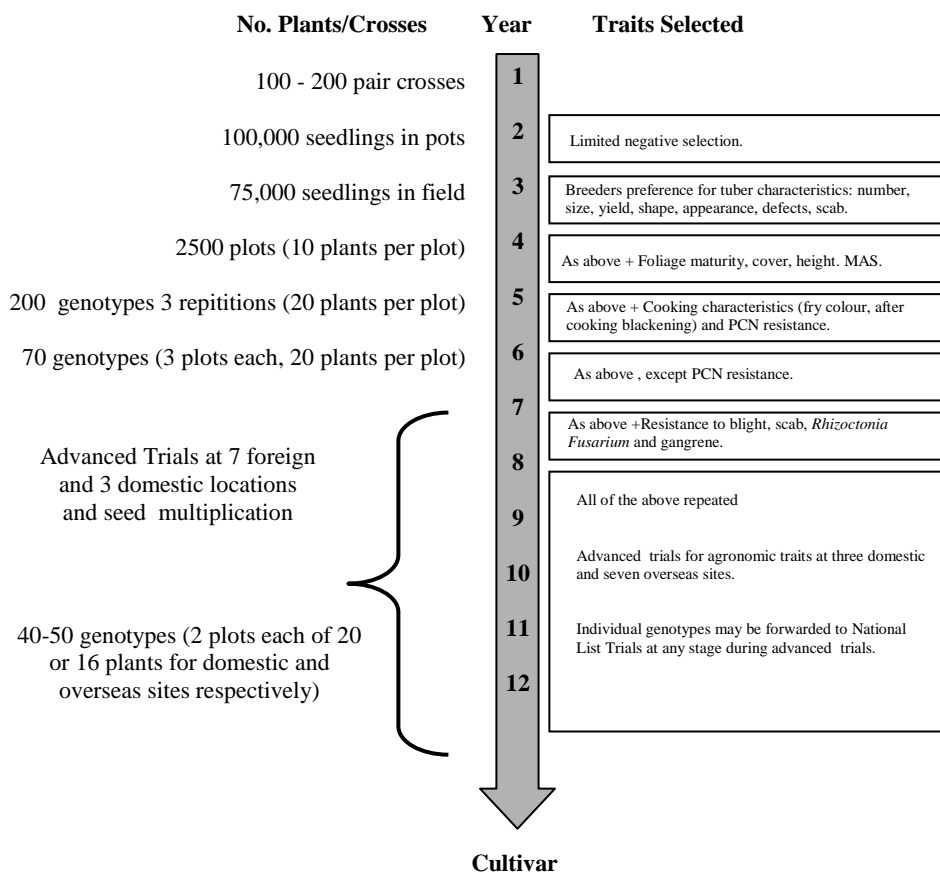 No. Plants/Crosses Year Traits Selected
100 - 200 pair crosses 1
100,000 seedlings in pots 2
Limited negative selection.
75,000 seedlings in field 3
Breeders preference for tuber characteristics: number,
size, yield, shape, appearance, defects, scab.
2500 plots (10 plants per plot) 4
As above + Foliage maturity, cover, height. MAS.
200 genotypes 3 repititions (20 plants per plot) 5
As above + Cooking characteristics (fry colour, after
cooking blackening) and PCN resistance.
70 genotypes (3 plots each, 20 plants per plot) 6
As above , except PCN resistance.
7
As above +Resistance to blight, scab, Rhizoctonia
Fusarium and gangrene.
Advanced Trials at 7 foreign
and 3 domestic locations
and seed multiplication
8
9
10
11
12
All of the above repeated
Advanced trials for agronomic traits at three domestic
and seven overseas sites.
Individual genotypes may be forwarded to National
List Trials at any stage during advanced trials.
40-50 genotypes (2 plots each of 20
or 16 plants for domestic and
overseas sites respectively)
Cultivar